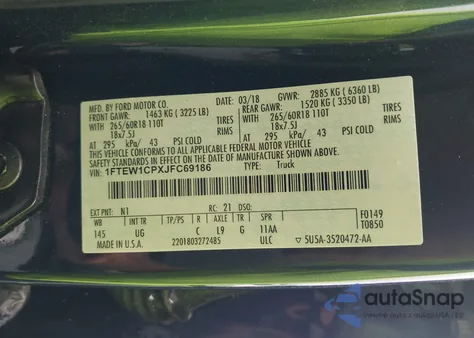 MFD. BY FORD MOTOR CO.
03/18 GVWR: 2885 KG ( 6360 LB)
FRONT GAWR: 1463 KG ( 3225 LB) REAR GAWR: 1520 KG ( 3350 LB)
WITH 265/60R18 110T TIRES WITH 265/60R18 110T TIRES
18x7.5J RIMS 18x7.5J RIMS
AT 295 kPa/ 43 PSI COLD AT 295 kPa/ 43 PSI COLD
THIS VEHICLE CONFORMS TO ALL APPLICABLE FEDERAL MOTOR VEHICLE
SAFETY STANDARDS IN EFFECT ON THE DATE OF MANUFACTURE SHOWN ABOVE.
VIN: 1FTEW1CPXJFC69186 TYPE: Truck
EXT PNT: N1 RC: 21 DSO: F0149
WB INT TR TP/PS R AXLE TR SPR T0850
145 UG C L9 G 11AA
MADE IN U.S.A. 2201803272485 ULC 5U5A-3520472-AA
autoSnap